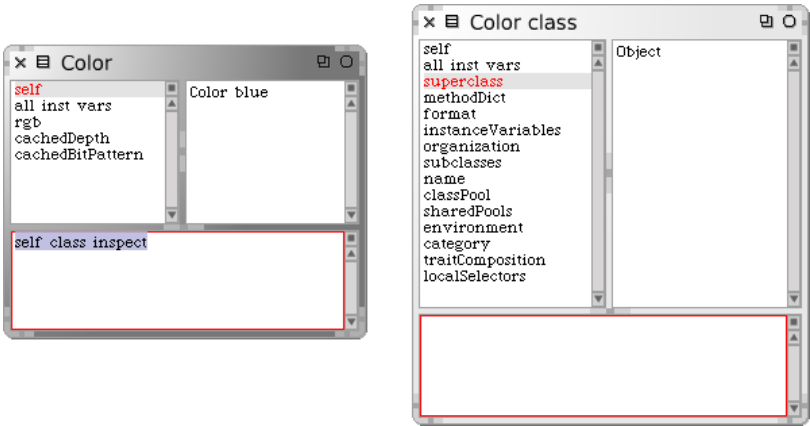 Color
self
all inst vars
rgb
cachedDepth
cachedBitPattern
Color blue
self class inspect
Color class
self
all inst vars
superclass
methodDict
format
instanceVariables
organization
subclasses
name
classPool
sharedPools
environment
category
traitComposition
localSelectors
Object